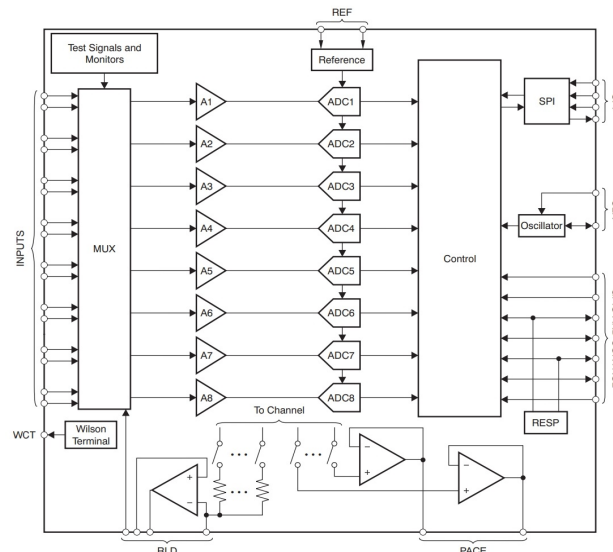 REF
Test Signals and
Monitors
Reference
A1
ADC1
SPI
A2
ADC2
A3
ADC3
A4
ADC4
Oscillator
INPUTS
MUX
Control
A5
ADC5
A6
ADC6
A7
ADC7
A8
ADC8
To Channel
RESP
WCT
Wilson
Terminal
+
−
−
+
−
+
RLD
PACE